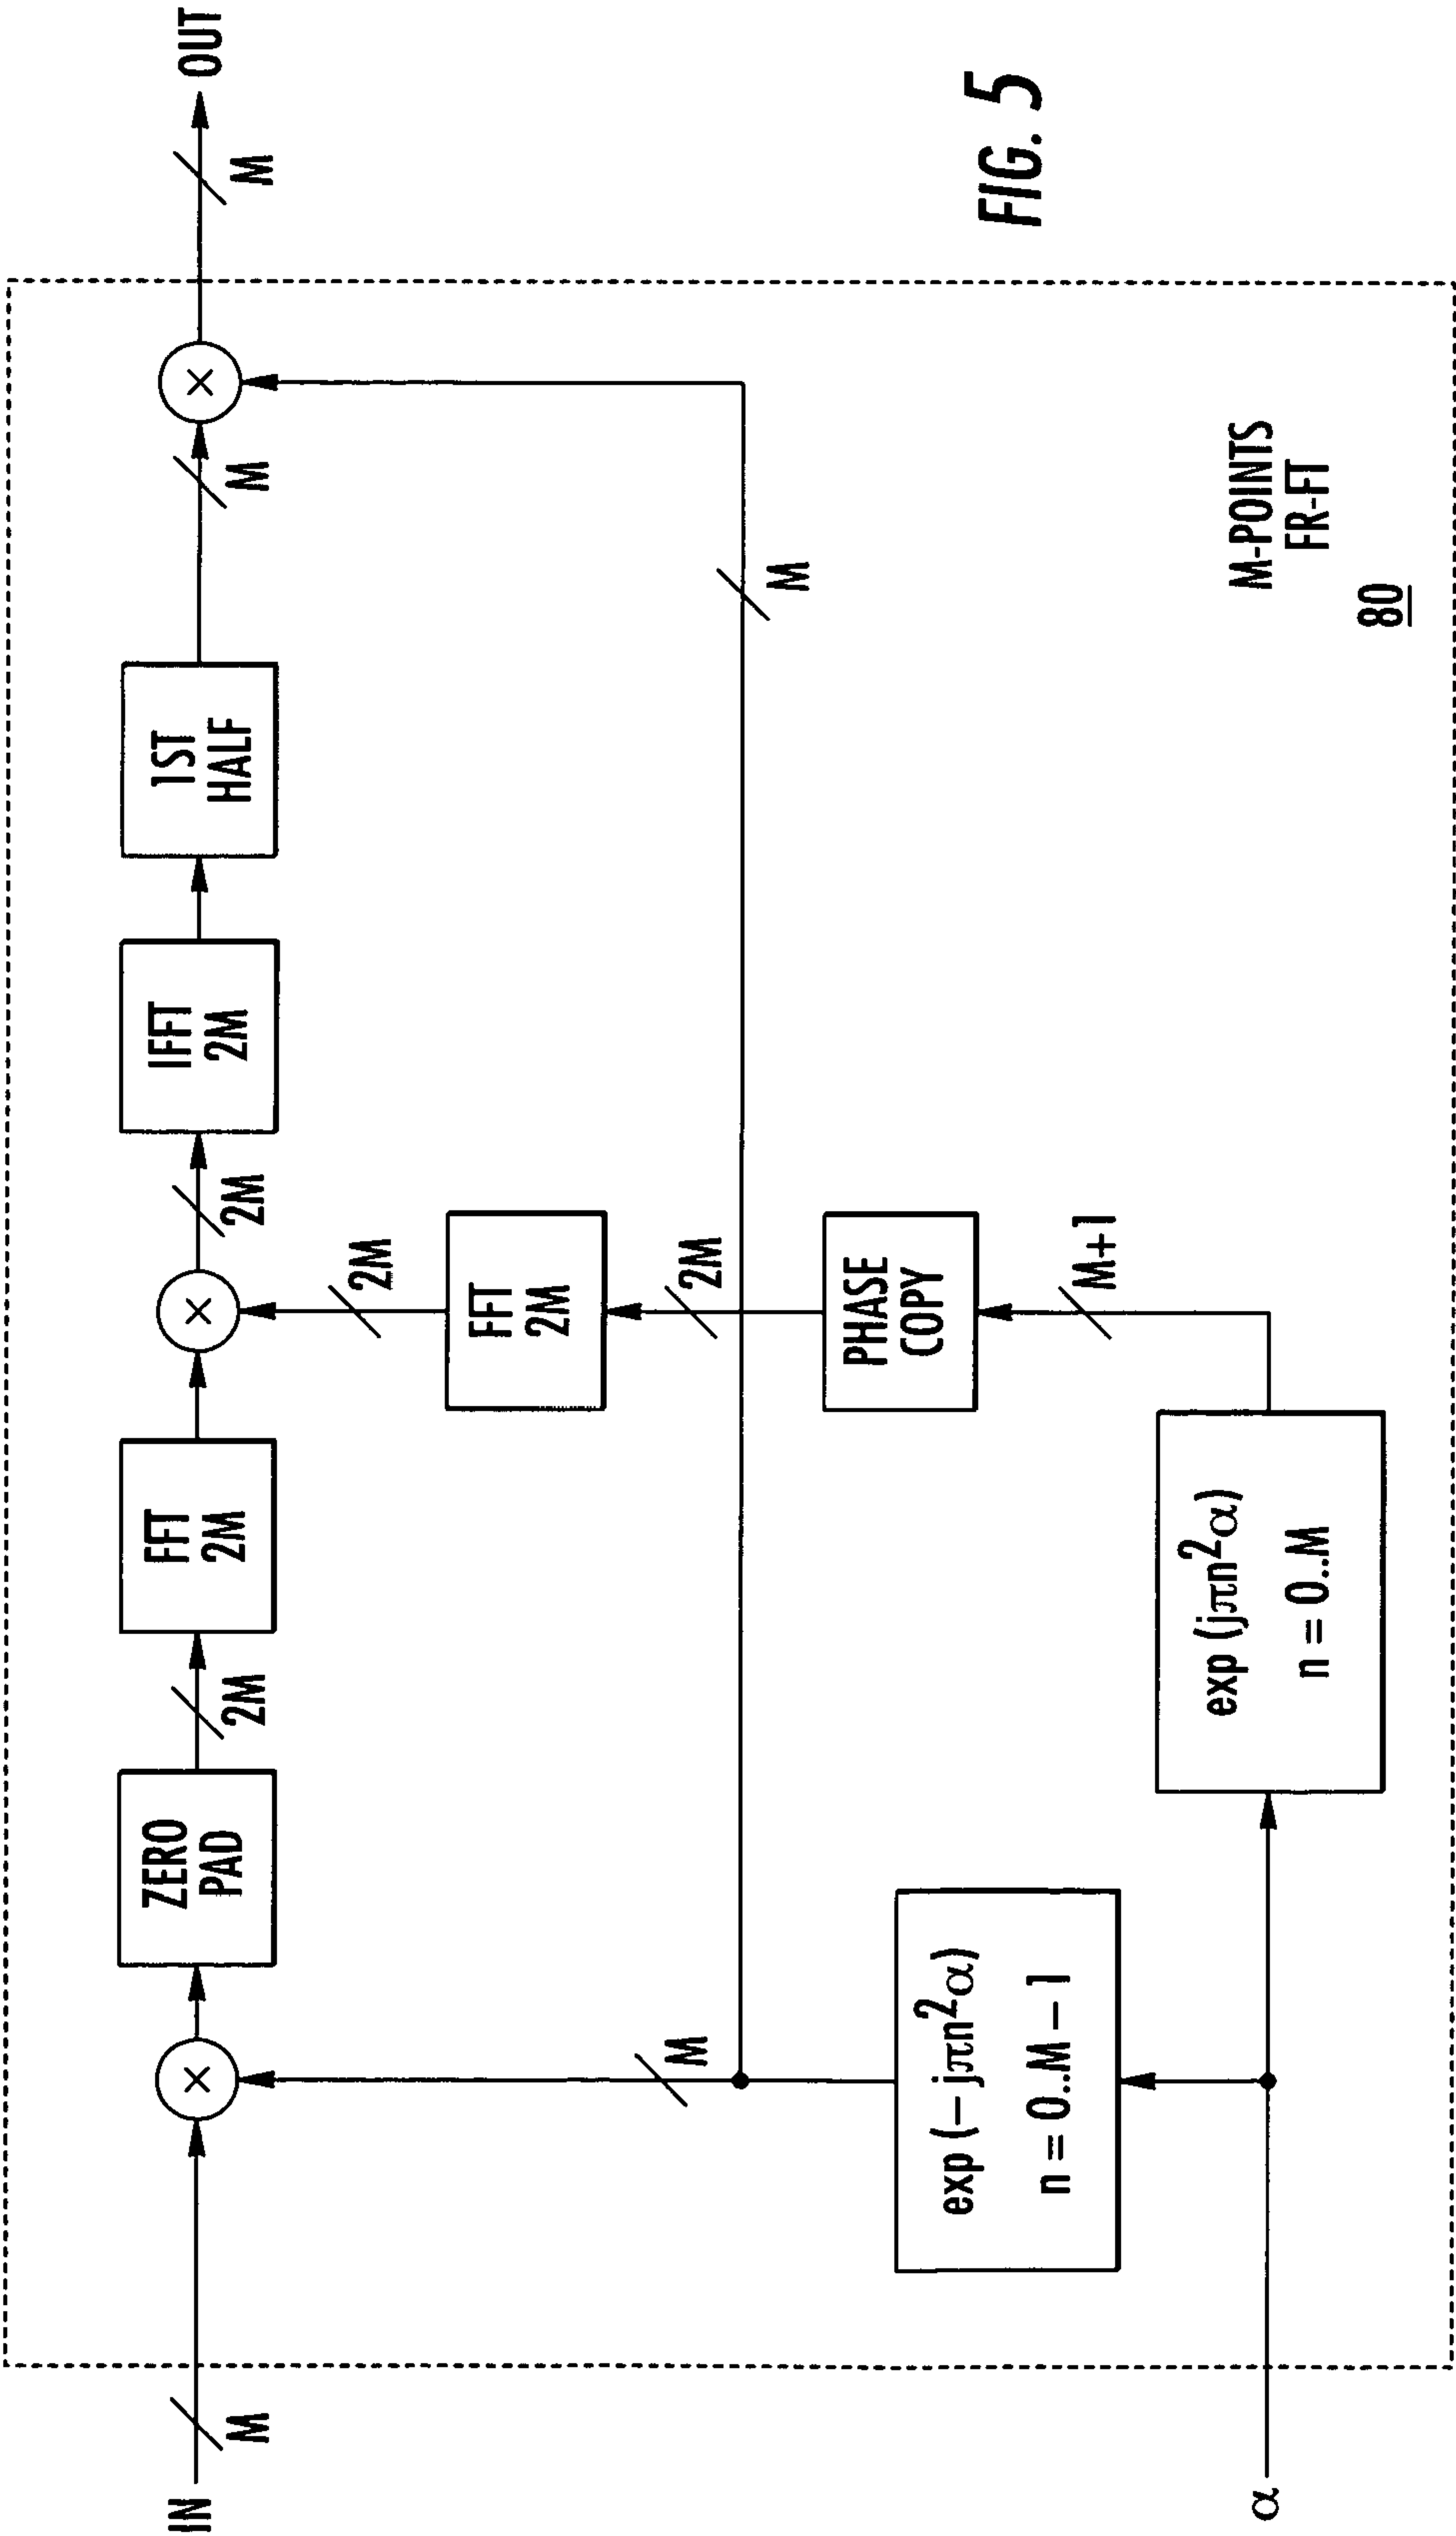 IN
M
ZERO
PAD
2M
FFT
2M
2M
IFFT
2M
1ST
HALF
M
M
OUT
2M
FFT
2M
2M
PHASE
COPY
M+1
M
M
exp (− jπn²α)
n = 0..M − 1
exp (jπn²α)
n = 0..M
α
M-POINTS
FR-FT
80
FIG. 5